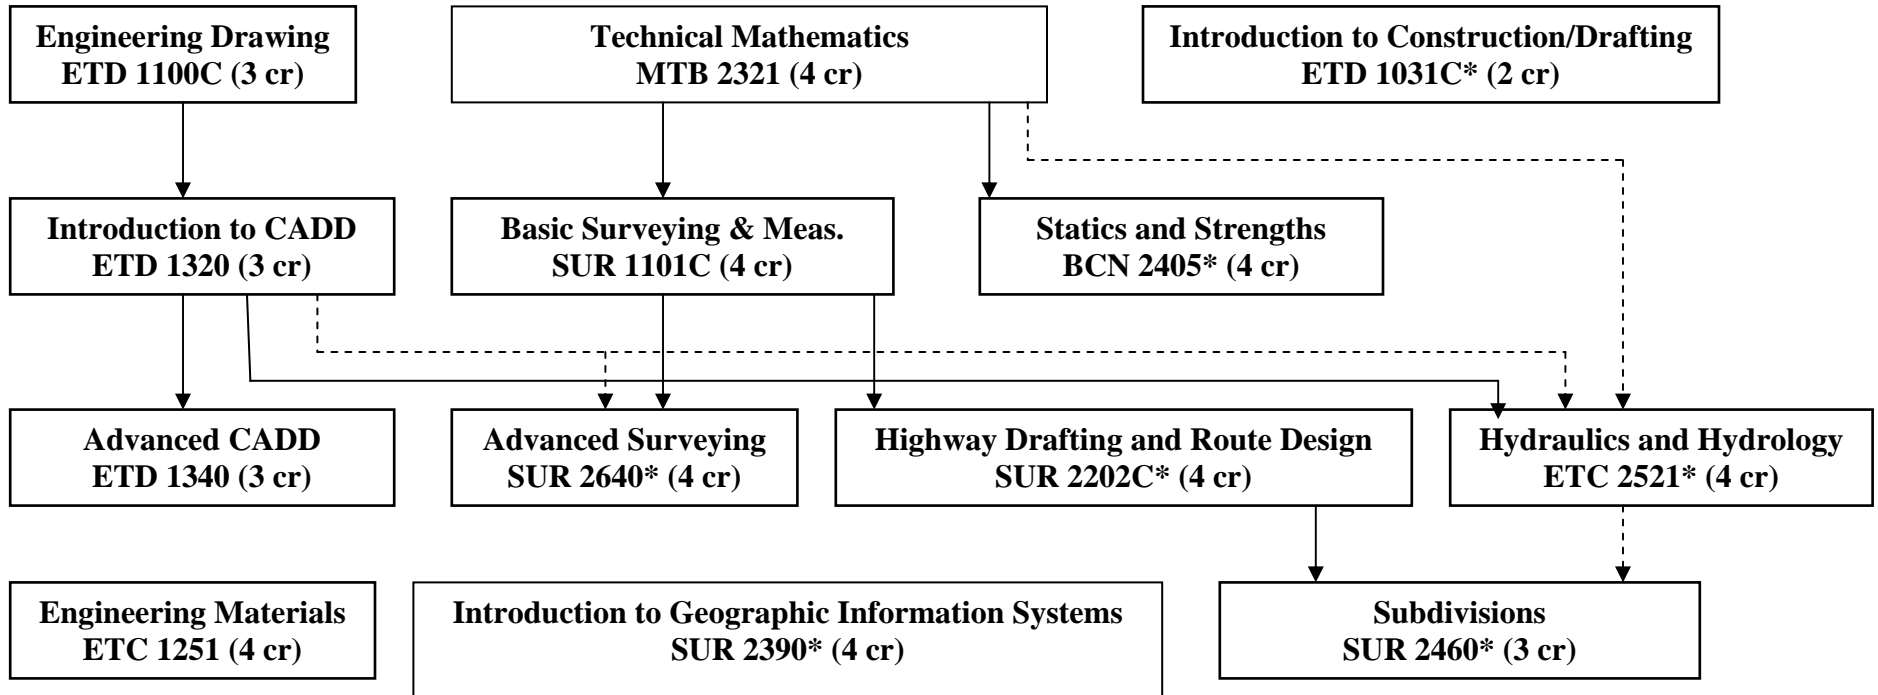 Engineering Drawing
ETD 1100C (3 cr)
Technical Mathematics
MTB 2321 (4 cr)
Introduction to Construction/Drafting
ETD 1031C* (2 cr)
Introduction to CADD
ETD 1320 (3 cr)
Basic Surveying & Meas.
SUR 1101C (4 cr)
Statics and Strengths
BCN 2405* (4 cr)
Advanced CADD
ETD 1340 (3 cr)
Advanced Surveying
SUR 2640* (4 cr)
Highway Drafting and Route Design
SUR 2202C* (4 cr)
Hydraulics and Hydrology
ETC 2521* (4 cr)
Engineering Materials
ETC 1251 (4 cr)
Introduction to Geographic Information Systems
SUR 2390* (4 cr)
Subdivisions
SUR 2460* (3 cr)